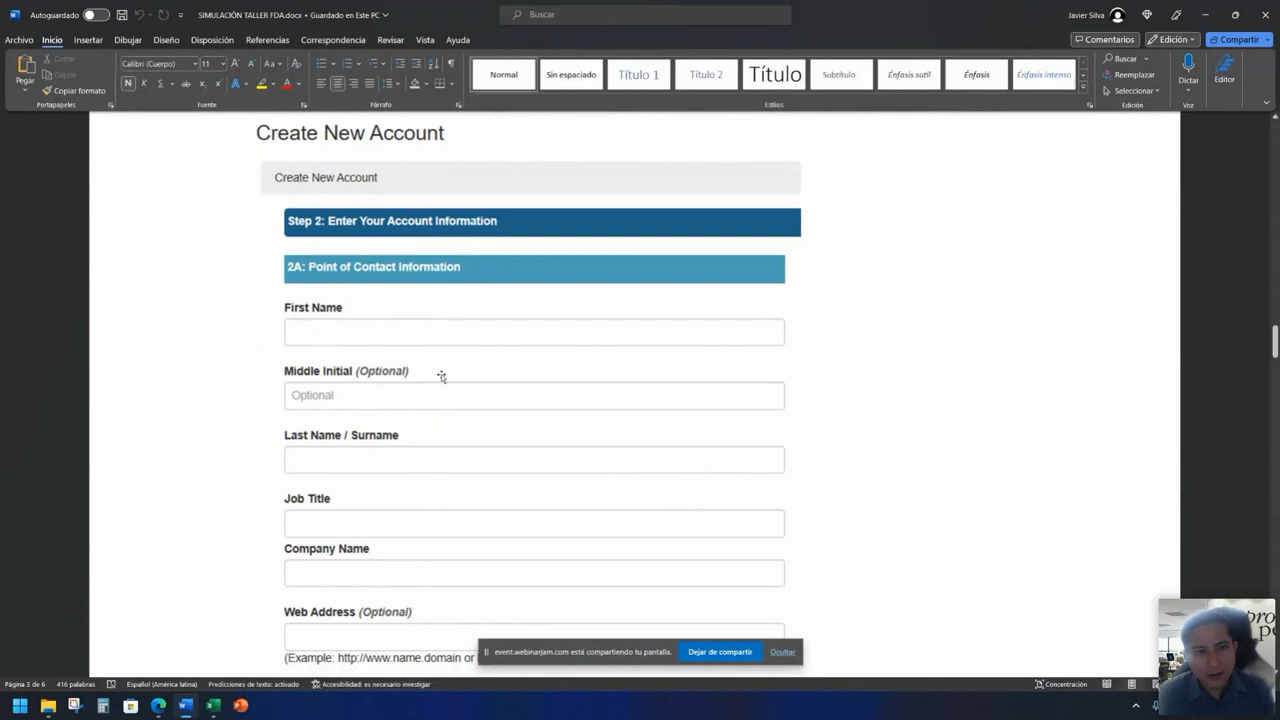 Autoguardado
SIMULACIÓN TALLER FDA.docx • Guardado en Este PC
Buscar
Javier Silva
Archivo Inicio Insertar Dibujar Diseño Disposición Referencias Correspondencia Revisar Vista Ayuda
Comentarios Edición Compartir
Pegar
Cortar
Copiar
Copiar formato
Portapapeles
Calibri (Cuerpo) 11
N K S
Fuente
Párrafo
Normal Sin espaciado Título 1 Título 2 Título Subtítulo Énfasis sutil Énfasis Énfasis intenso
Estilos
Buscar
Reemplazar
Seleccionar
Edición
Dictar
Voz
Editor
Create New Account
Create New Account
Step 2: Enter Your Account Information
2A: Point of Contact Information
First Name
Middle Initial (Optional)
Optional
Last Name / Surname
Job Title
Company Name
Web Address (Optional)
(Example: http://www.name.domain or
event.webinarjam.com está compartiendo tu pantalla. Dejar de compartir Ocultar
Página 3 de 6 416 palabras Español (América latina) Predicciones de texto: activado Accesibilidad: es necesario investigar Concentración